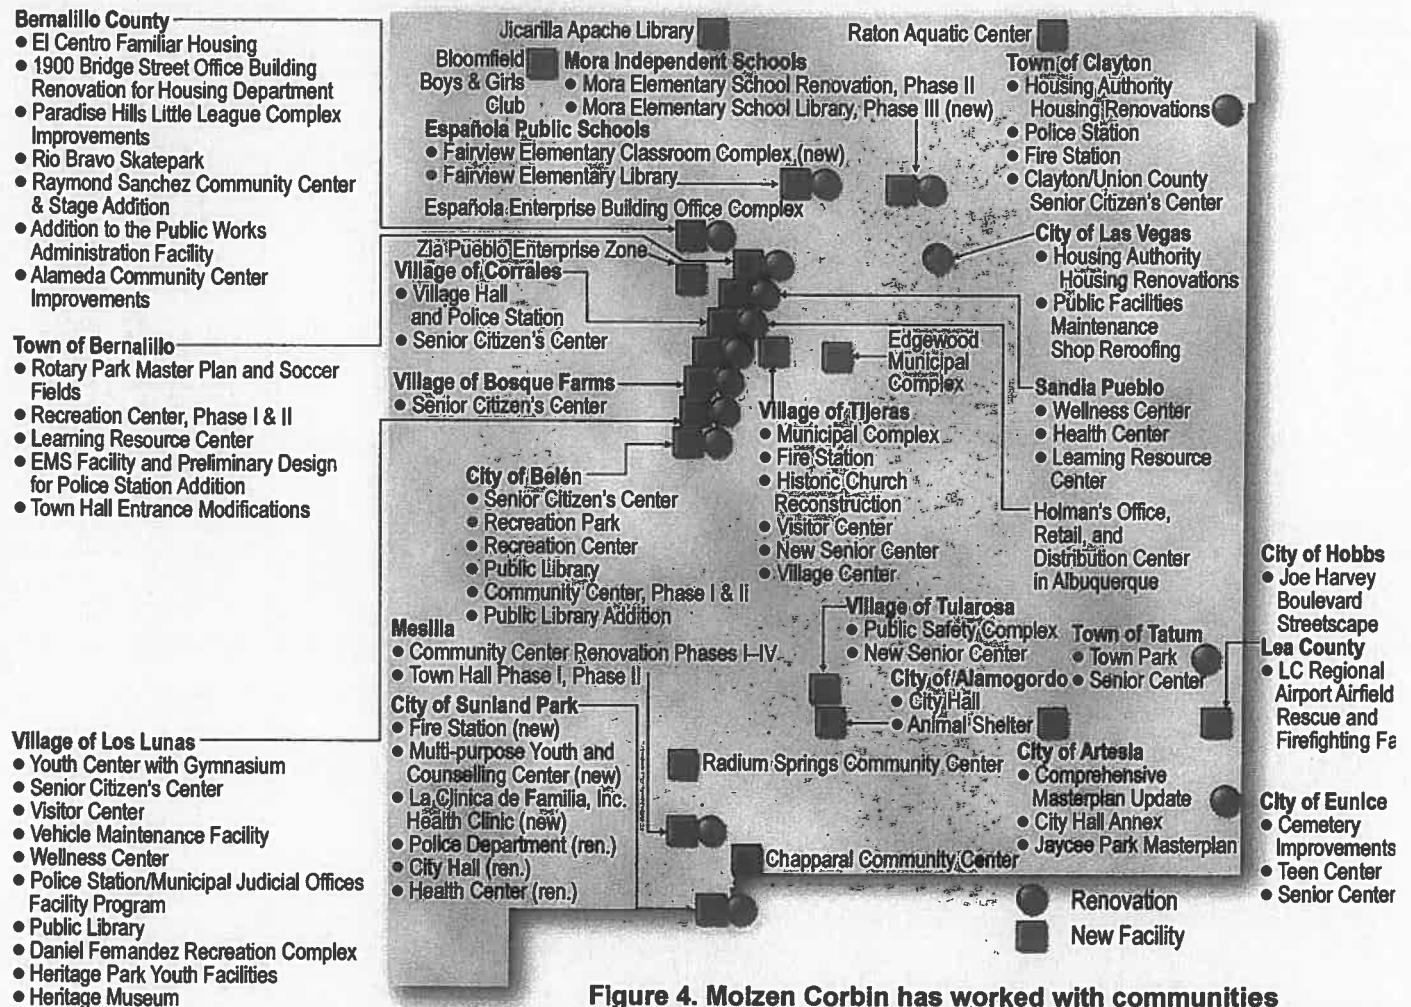 Bernalillo County
● El Centro Familiar Housing
● 1900 Bridge Street Office Building
Renovation for Housing Department
● Paradise Hills Little League Complex
Improvements
● Rio Bravo Skatepark
● Raymond Sanchez Community Center
& Stage Addition
● Addition to the Public Works
Administration Facility
● Alameda Community Center
Improvements
Town of Bernalillo
● Rotary Park Master Plan and Soccer
Fields
● Recreation Center, Phase I & II
● Learning Resource Center
● EMS Facility and Preliminary Design
for Police Station Addition
● Town Hall Entrance Modifications
Village of Los Lunas
● Youth Center with Gymnasium
● Senior Citizen's Center
● Visitor Center
● Vehicle Maintenance Facility
● Wellness Center
● Police Station/Municipal Judicial Offices
Facility Program
● Public Library
● Daniel Fernandez Recreation Complex
● Heritage Park Youth Facilities
● Heritage Museum
Jicarilla Apache Library
Raton Aquatic Center
Bloomfield
Boys & Girls
Club
Mora Independent Schools
● Mora Elementary School Renovation, Phase II
● Mora Elementary School Library, Phase III (new)
Española Public Schools
● Fairview Elementary Classroom Complex (new)
● Fairview Elementary Library
Española Enterprise Building Office Complex
Zia Pueblo Enterprise Zone
Village of Corrales
● Village Hall
and Police Station
● Senior Citizen's Center
Village of Bosque Farms
● Senior Citizen's Center
City of Belén
● Senior Citizen's Center
● Recreation Park
● Recreation Center
● Public Library
● Community Center, Phase I & II
● Public Library Addition
Town of Clayton
● Housing Authority
Housing Renovations
● Police Station
● Fire Station
● Clayton/Union County
Senior Citizen's Center
City of Las Vegas
● Housing Authority
Housing Renovations
● Public Facilities
Maintenance
Shop Reroofing
Edgewood
Municipal
Complex
Sandia Pueblo
● Wellness Center
● Health Center
● Learning Resource
Center
Village of Tijeras
● Municipal Complex
● Fire Station
● Historic Church
Reconstruction
● Visitor Center
● New Senior Center
● Village Center
Holman's Office,
Retail, and
Distribution Center
in Albuquerque
Mesilla
● Community Center Renovation Phases I–IV
● Town Hall Phase I, Phase II
City of Sunland Park
● Fire Station (new)
● Multi-purpose Youth and
Counselling Center (new)
● La Clinica de Familia, Inc.
Health Clinic (new)
● Police Department (ren.)
● City Hall (ren.)
● Health Center (ren.)
Village of Tularosa
● Public Safety Complex
● New Senior Center
City of Alamogordo
● City Hall
● Animal Shelter
Town of Tatum
● Town Park
● Senior Center
Radium Springs Community Center
Chapparal Community Center
City of Artesia
● Comprehensive
Masterplan Update
● City Hall Annex
● Jaycee Park Masterplan
City of Hobbs
● Joe Harvey
Boulevard
Streetscape
Lea County
● LC Regional
Airport Airfield
Rescue and
Firefighting Fa
City of Eunice
● Cemetery
Improvements
● Teen Center
● Senior Center
Renovation
New Facility
Figure 4. Molzen Corbin has worked with communities